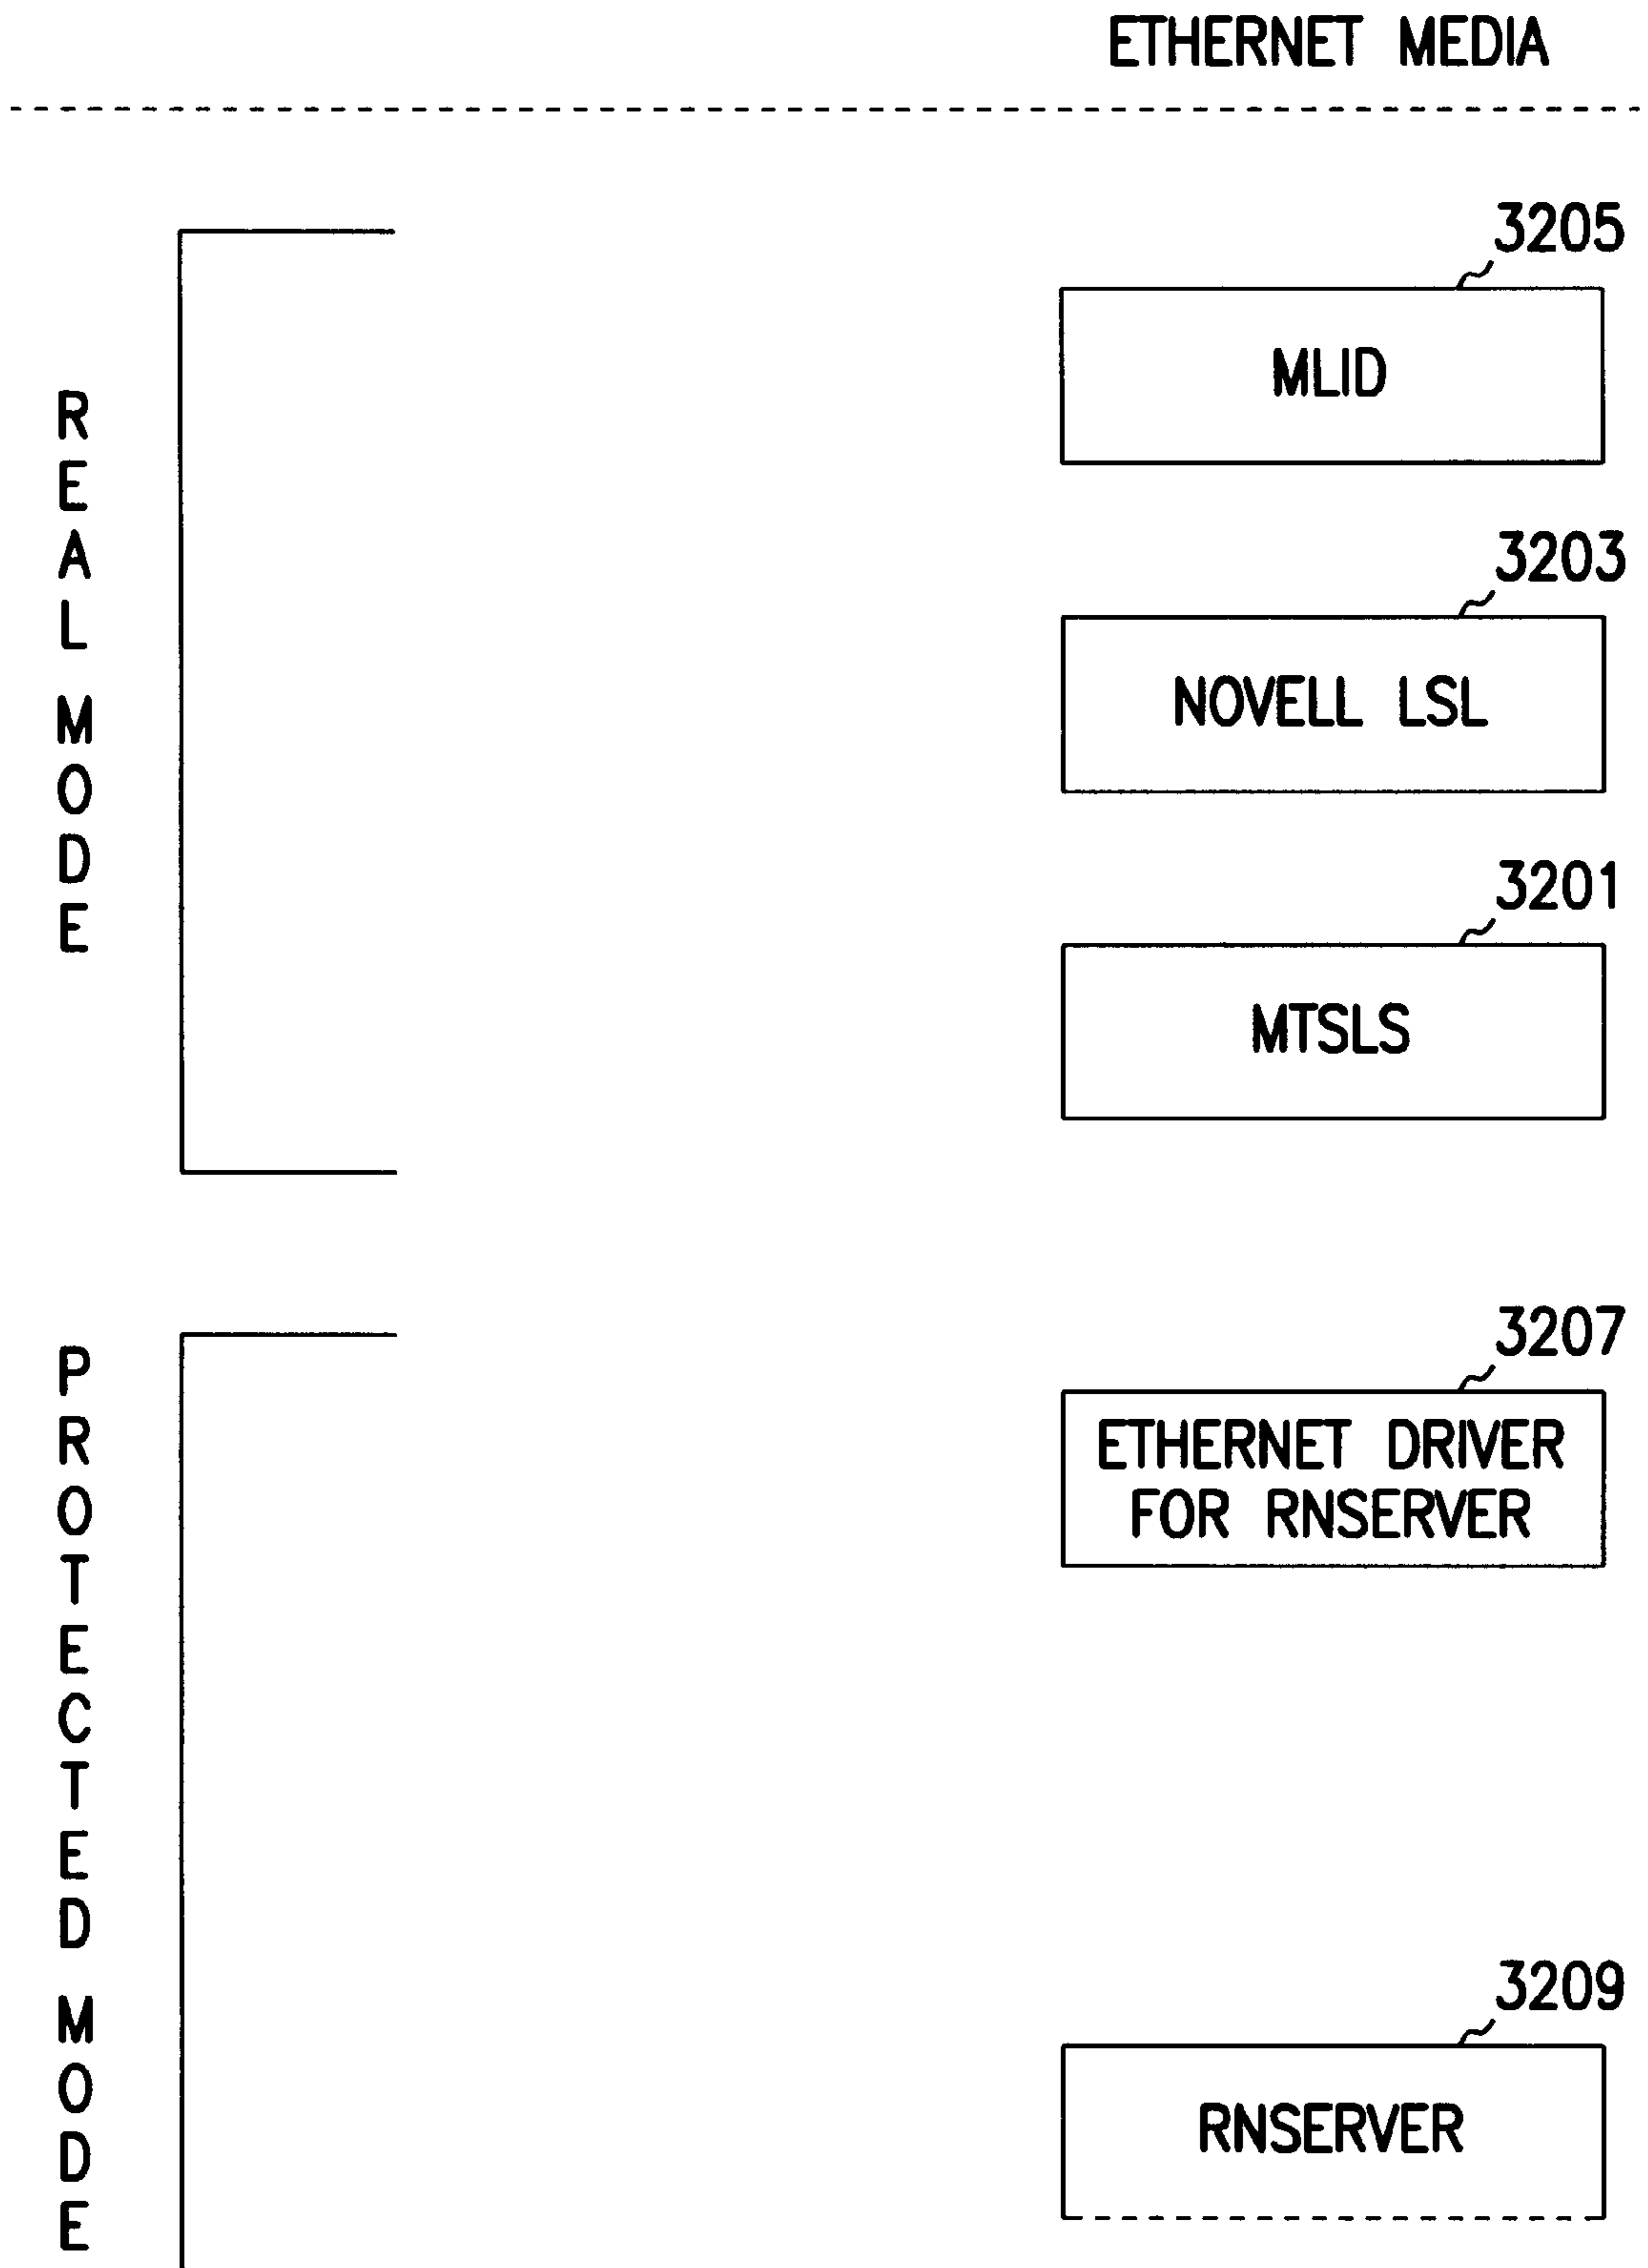 ETHERNET MEDIA
REAL MODE
3205
MLID
3203
NOVELL LSL
3201
MTSLS
PROTECTED MODE
3207
ETHERNET DRIVER
FOR RNSERVER
3209
RNSERVER